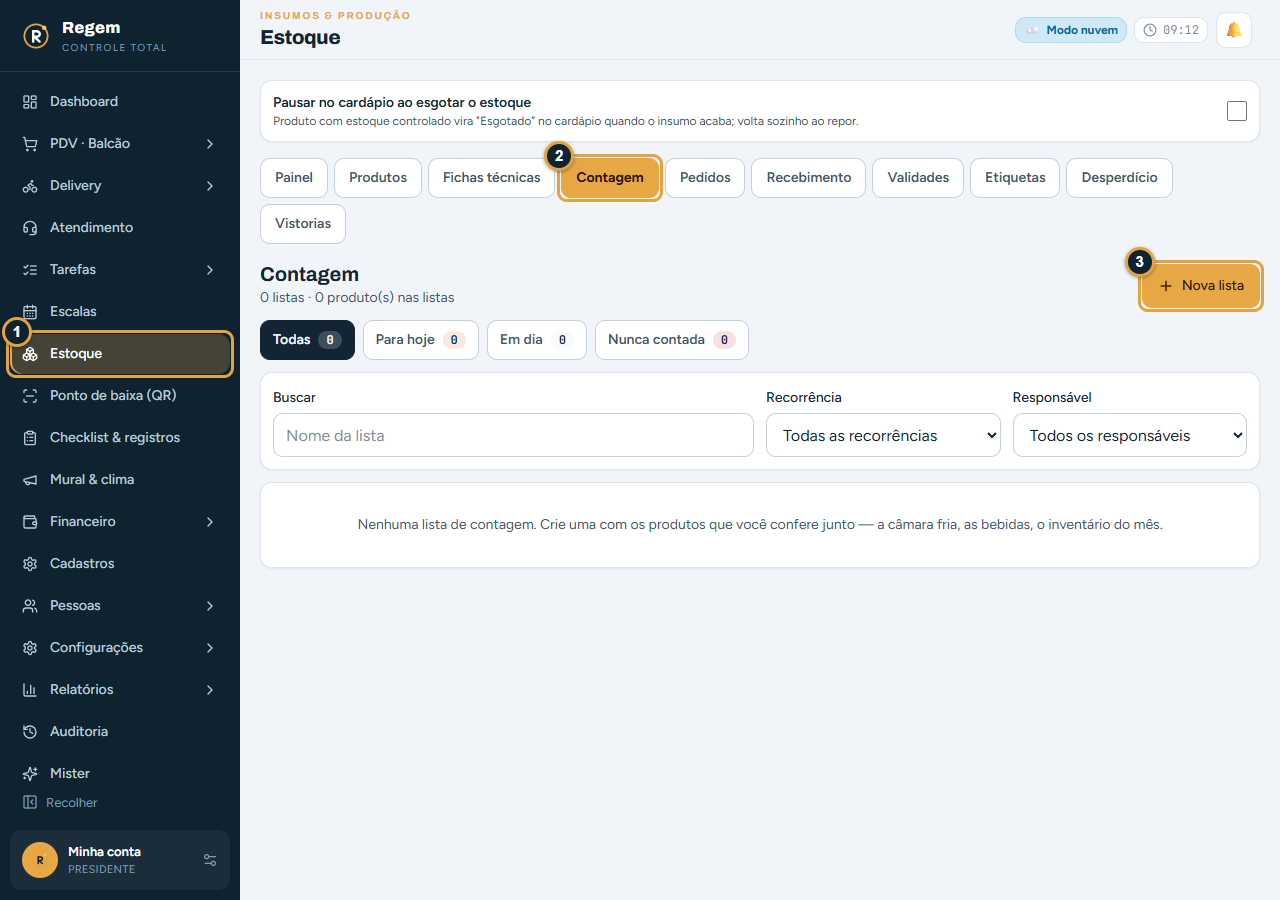 Regem
CONTROLE TOTAL
Dashboard
PDV · Balcão
Delivery
Atendimento
Tarefas
Escalas
1
Estoque
Ponto de baixa (QR)
Checklist & registros
Mural & clima
Financeiro
Cadastros
Pessoas
Configurações
Relatórios
Auditoria
Mister
Recolher
R
Minha conta
PRESIDENTE
INSUMOS & PRODUÇÃO
Estoque
Modo nuvem
09:12
Pausar no cardápio ao esgotar o estoque
Produto com estoque controlado vira "Esgotado" no cardápio quando o insumo acaba; volta sozinho ao repor.
2
Painel Produtos Fichas técnicas Contagem Pedidos Recebimento Validades Etiquetas Desperdício
Vistorias
Contagem
0 listas · 0 produto(s) nas listas
3
+ Nova lista
Todas 0 Para hoje 0 Em dia 0 Nunca contada 0
Buscar Recorrência Responsável
Nome da lista Todas as recorrências Todos os responsáveis
Nenhuma lista de contagem. Crie uma com os produtos que você confere junto — a câmara fria, as bebidas, o inventário do mês.